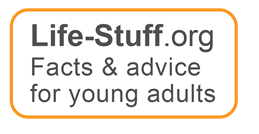 Life-Stuff.org
Facts & advice
for young adults